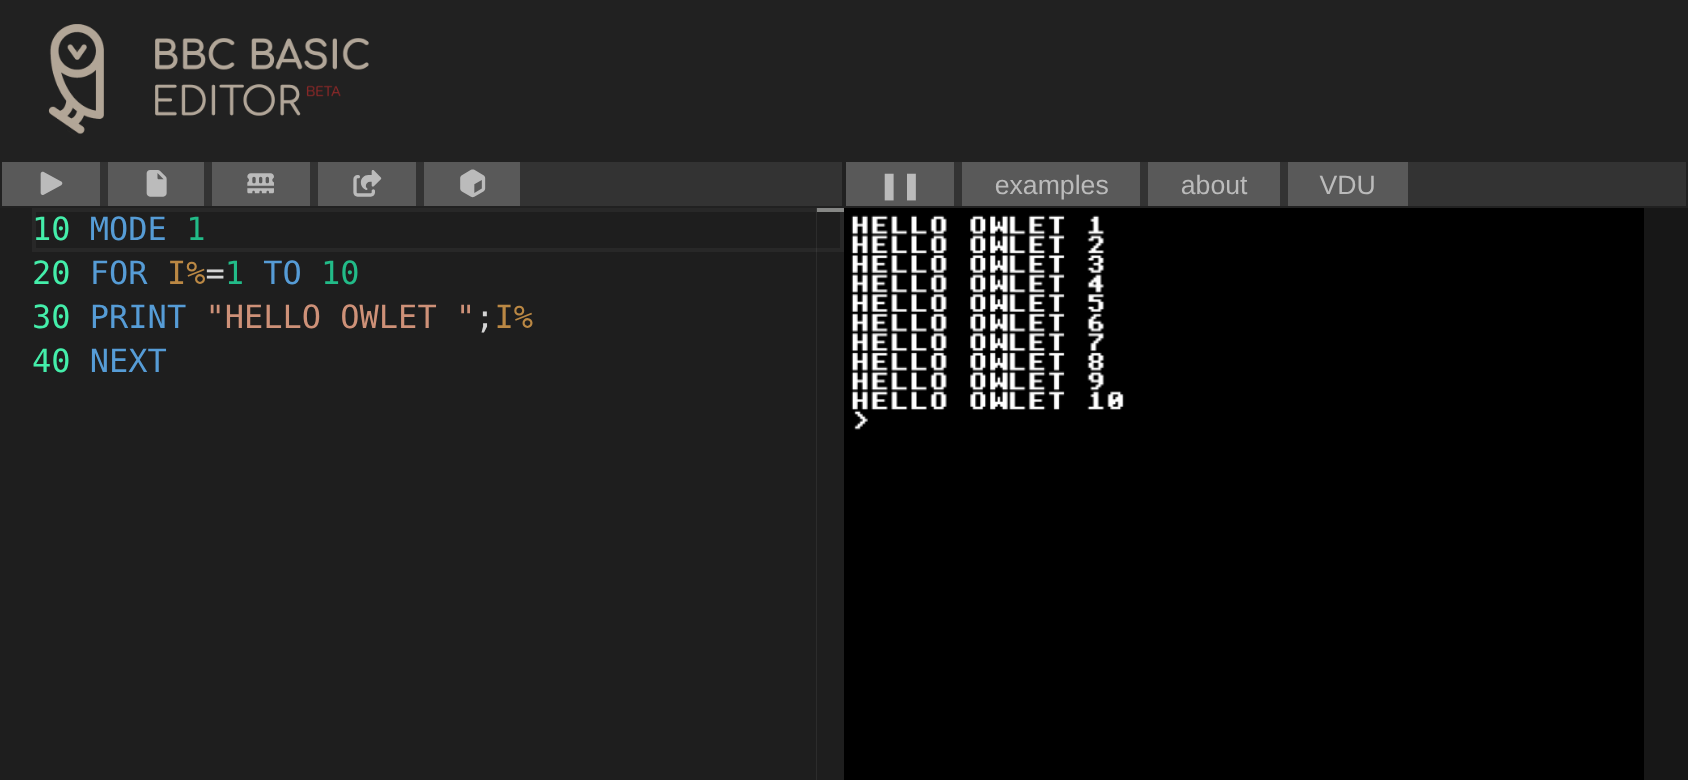 BBC BASIC
EDITOR BETA
examples
about
VDU
10 MODE 1
20 FOR I%=1 TO 10
30 PRINT "HELLO OWLET ";I%
40 NEXT
HELLO OWLET 1
HELLO OWLET 2
HELLO OWLET 3
HELLO OWLET 4
HELLO OWLET 5
HELLO OWLET 6
HELLO OWLET 7
HELLO OWLET 8
HELLO OWLET 9
HELLO OWLET 10
>